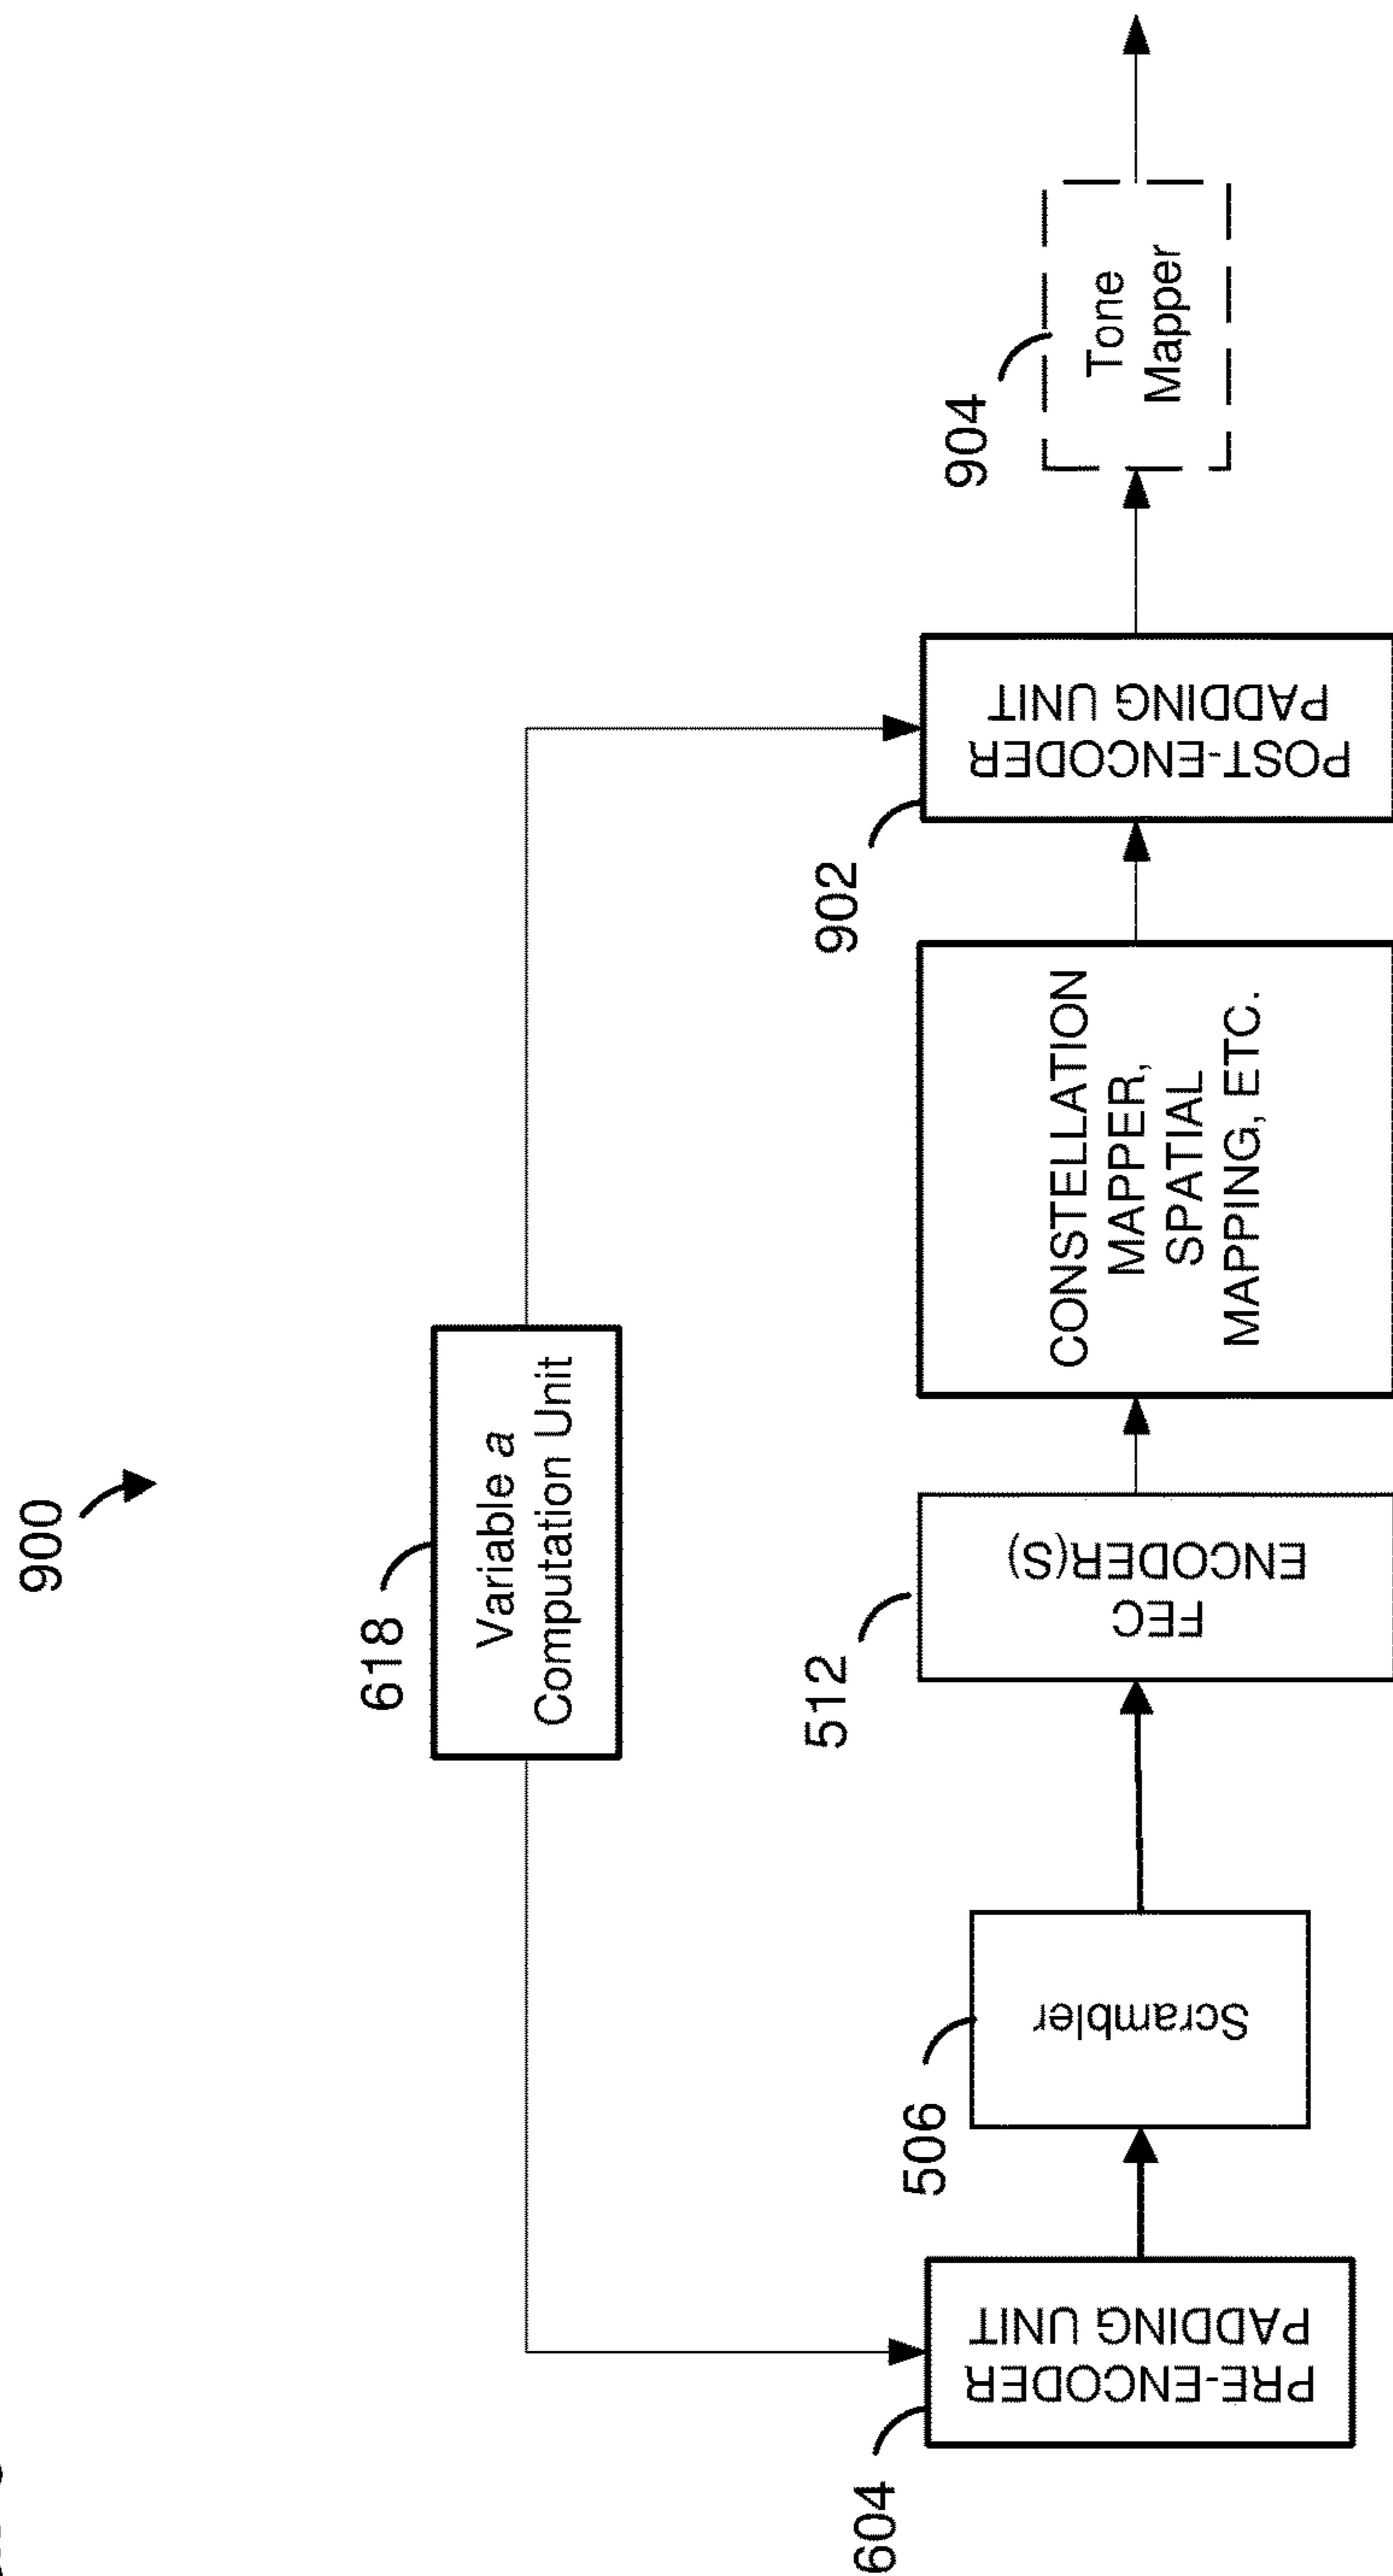 900
618
Variable a
Computation Unit
604
PRE-ENCODER
PADDING UNIT
506
Scrambler
512
FEC
ENCODER(S)
CONSTELLATION
MAPPER,
SPATIAL
MAPPING, ETC.
902
POST-ENCODER
PADDING UNIT
904
Tone
Mapper